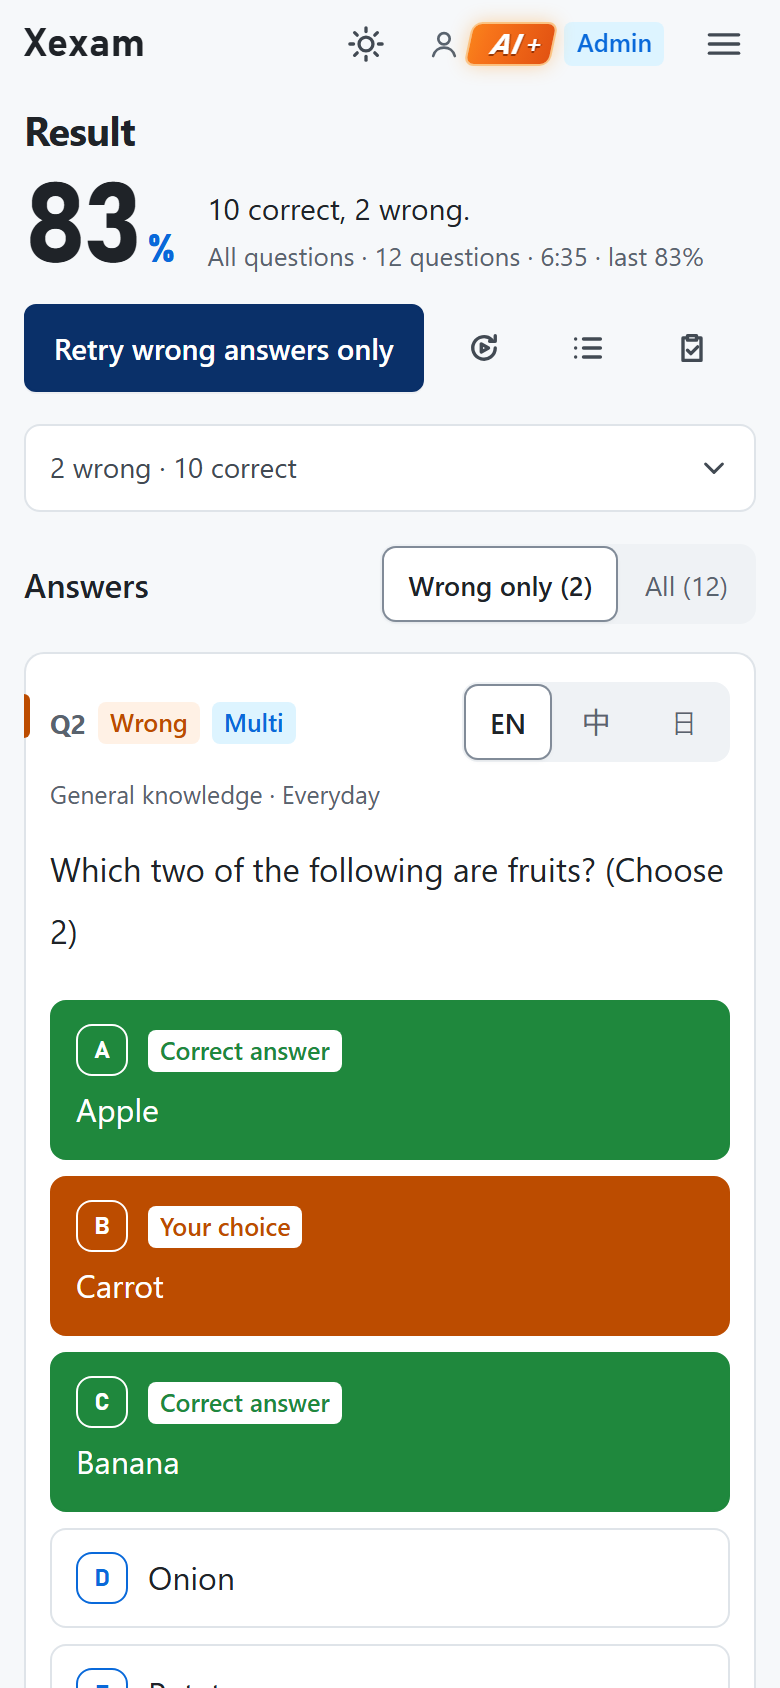 Xexam
AI+
Admin
Result
83%
10 correct, 2 wrong.
All questions · 12 questions · 6:35 · last 83%
Retry wrong answers only
2 wrong · 10 correct
Answers
Wrong only (2)
All (12)
Q2
Wrong
Multi
EN
中
日
General knowledge · Everyday
Which two of the following are fruits? (Choose
2)
A
Correct answer
Apple
B
Your choice
Carrot
C
Correct answer
Banana
D
Onion